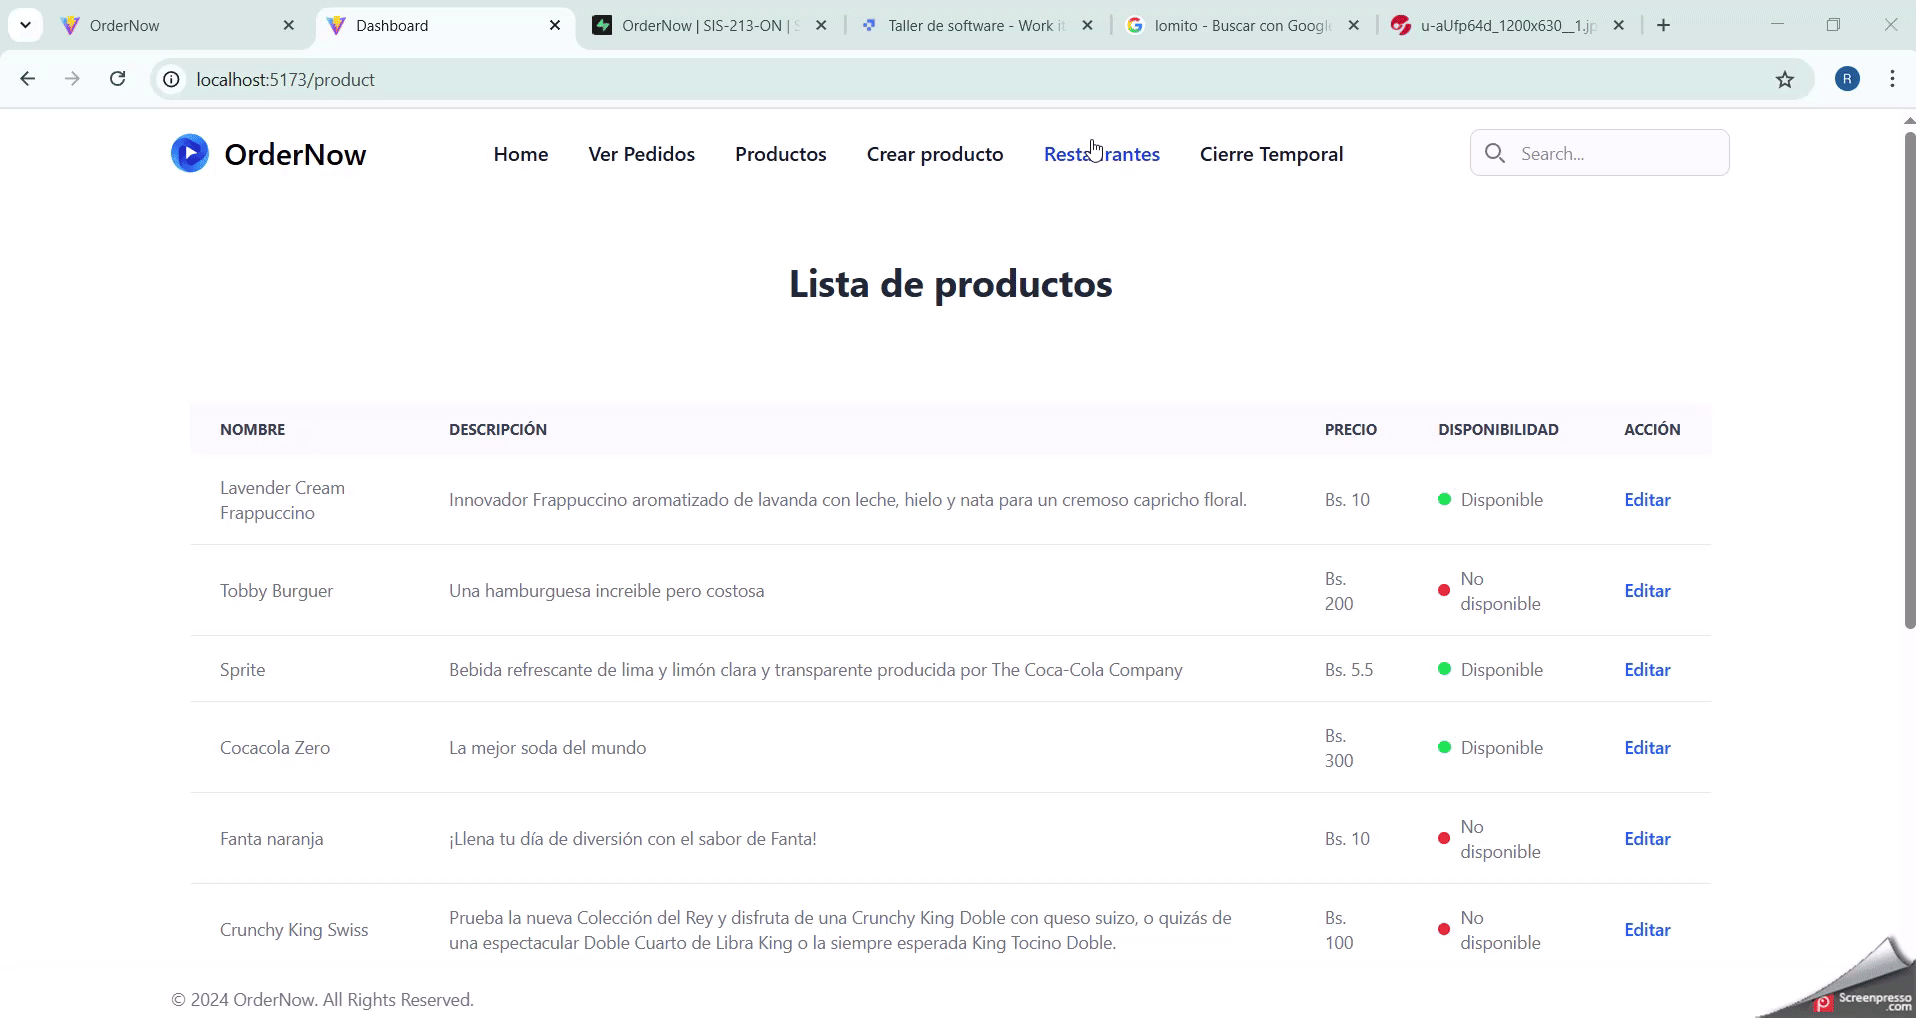 OrderNow
Dashboard
OrderNow | SIS-213-ON |
Taller de software - Work it
lomito - Buscar con Google
u-aUfp64d_1200x630__1.jp
localhost:5173/product
R
OrderNow
Home
Ver Pedidos
Productos
Crear producto
Restaurantes
Cierre Temporal
Search...
Lista de productos
NOMBRE
DESCRIPCIÓN
PRECIO
DISPONIBILIDAD
ACCIÓN
Lavender Cream
Frappuccino
Innovador Frappuccino aromatizado de lavanda con leche, hielo y nata para un cremoso capricho floral.
Bs. 10
Disponible
Editar
Tobby Burguer
Una hamburguesa increible pero costosa
Bs.
200
No
disponible
Editar
Sprite
Bebida refrescante de lima y limón clara y transparente producida por The Coca-Cola Company
Bs. 5.5
Disponible
Editar
Cocacola Zero
La mejor soda del mundo
Bs.
300
Disponible
Editar
Fanta naranja
¡Llena tu día de diversión con el sabor de Fanta!
Bs. 10
No
disponible
Editar
Crunchy King Swiss
Prueba la nueva Colección del Rey y disfruta de una Crunchy King Doble con queso suizo, o quizás de
una espectacular Doble Cuarto de Libra King o la siempre esperada King Tocino Doble.
Bs.
100
No
disponible
Editar
© 2024 OrderNow. All Rights Reserved.
Screenpresso
.com